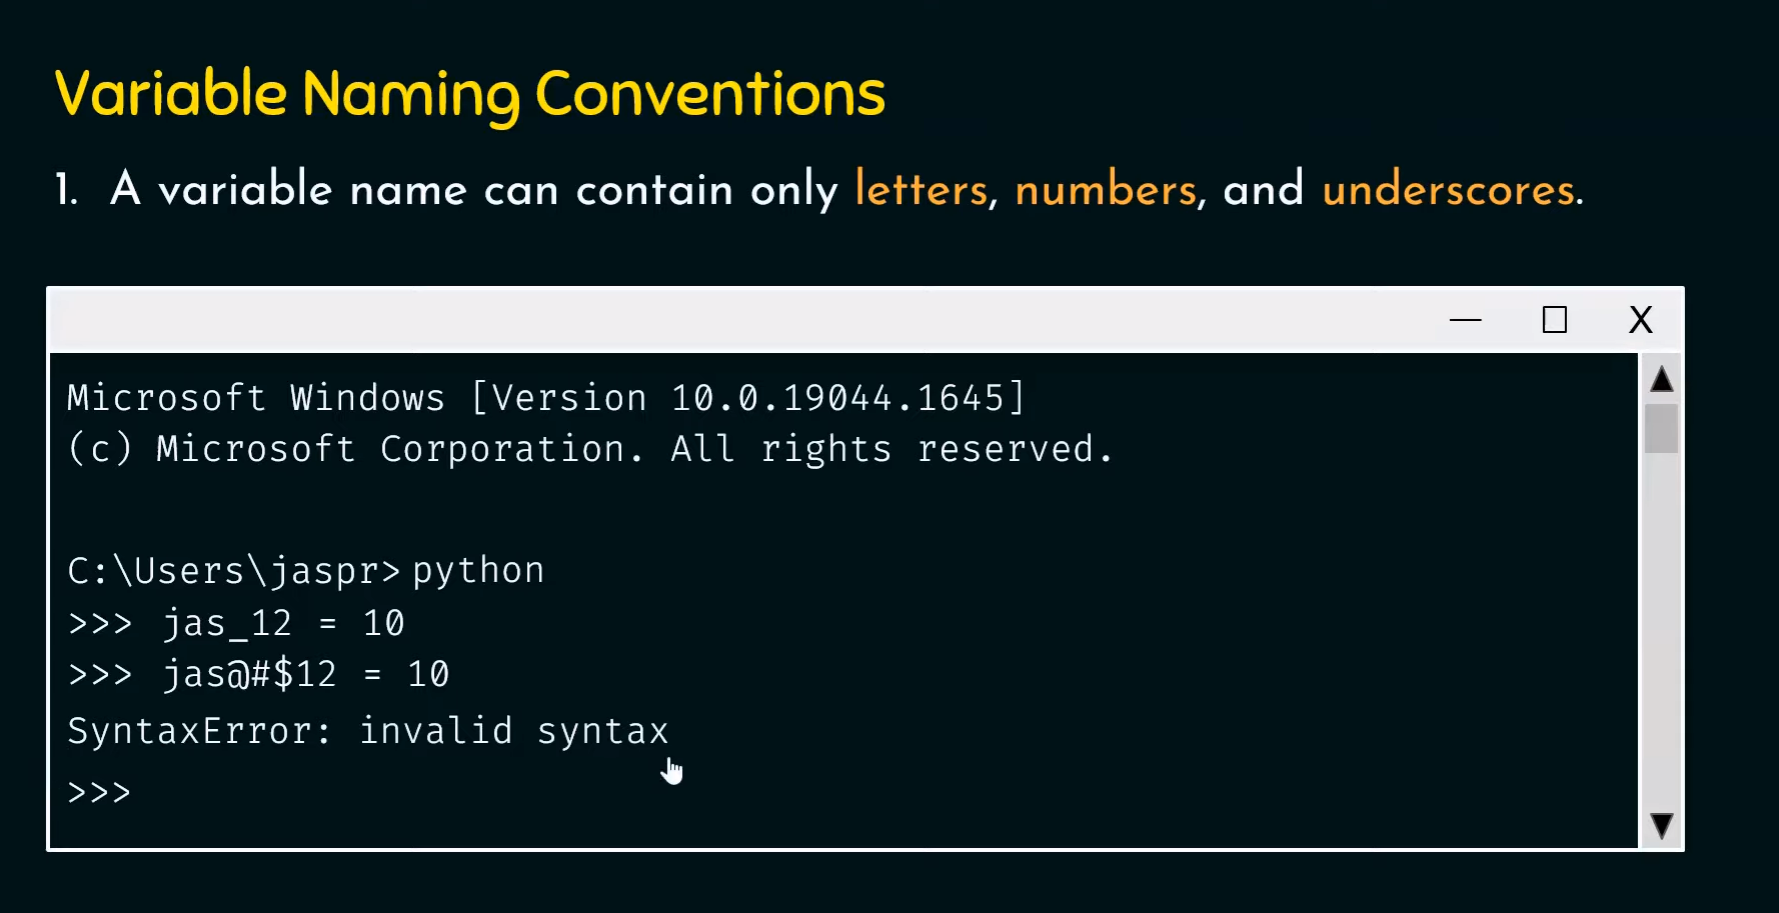 Variable Naming Conventions
1. A variable name can contain only letters, numbers, and underscores.
— □ X
Microsoft Windows [Version 10.0.19044.1645]
(c) Microsoft Corporation. All rights reserved.
C:\Users\jaspr> python
>>> jas_12 = 10
>>> jas@#$12 = 10
SyntaxError: invalid syntax
>>>